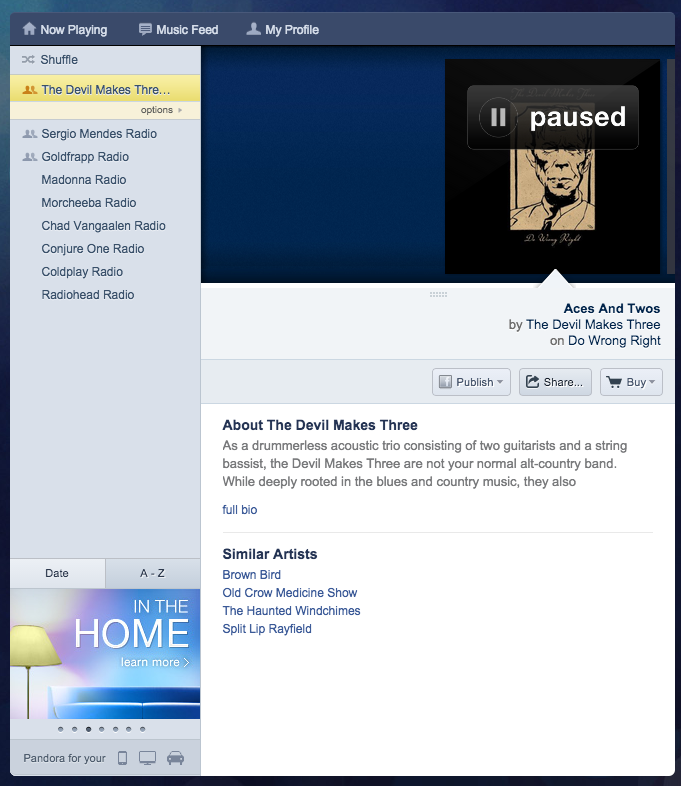 Now Playing
Music Feed
My Profile
Shuffle
The Devil Makes Thre...
options
Sergio Mendes Radio
Goldfrapp Radio
Madonna Radio
Morcheeba Radio
Chad Vangaalen Radio
Conjure One Radio
Coldplay Radio
Radiohead Radio
Date
A - Z
IN THE
HOME
learn more >
Pandora for your
The Devil Makes Three
paused
Do Wrong Right
Aces And Twos
by The Devil Makes Three
on Do Wrong Right
Publish
Share...
Buy
About The Devil Makes Three
As a drummerless acoustic trio consisting of two guitarists and a string
bassist, the Devil Makes Three are not your normal alt-country band.
While deeply rooted in the blues and country music, they also
full bio
Similar Artists
Brown Bird
Old Crow Medicine Show
The Haunted Windchimes
Split Lip Rayfield